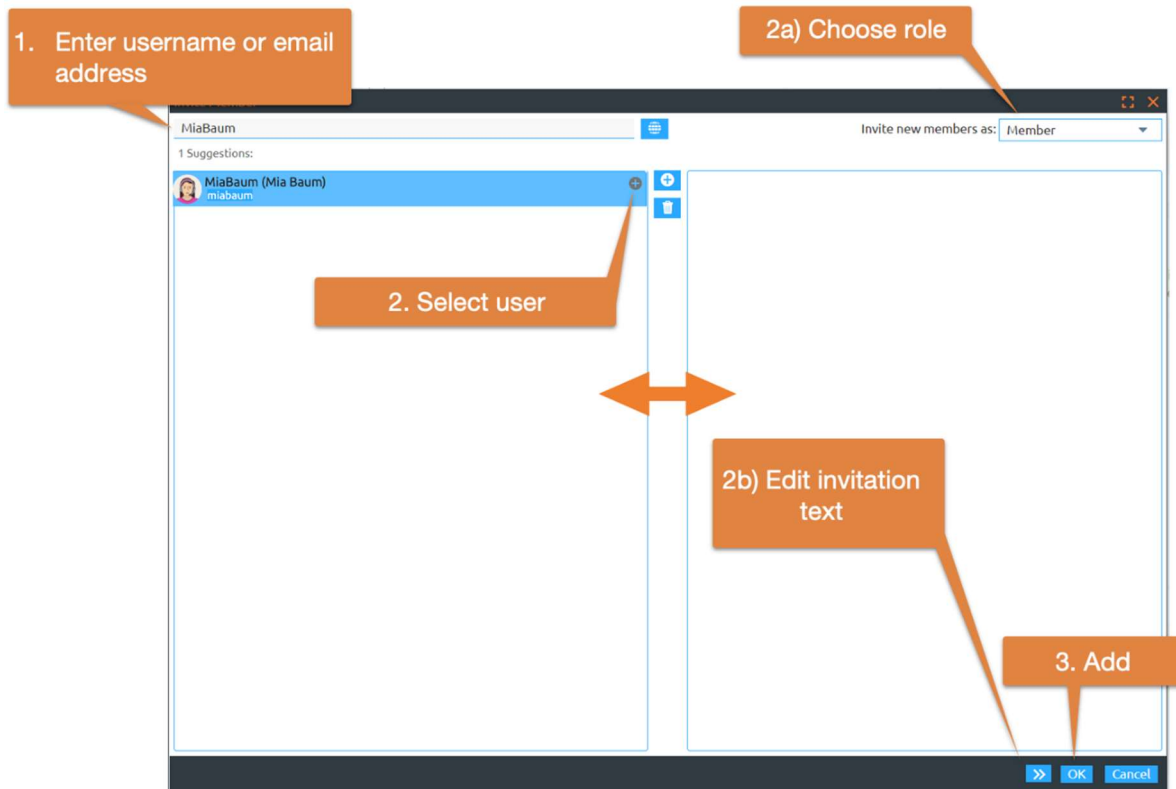 1. Enter username or email
address
2a) Choose role
MiaBaum
Invite new members as: Member
1 Suggestions:
MiaBaum (Mia Baum)
miabaum
2. Select user
2b) Edit invitation
text
3. Add
OK Cancel